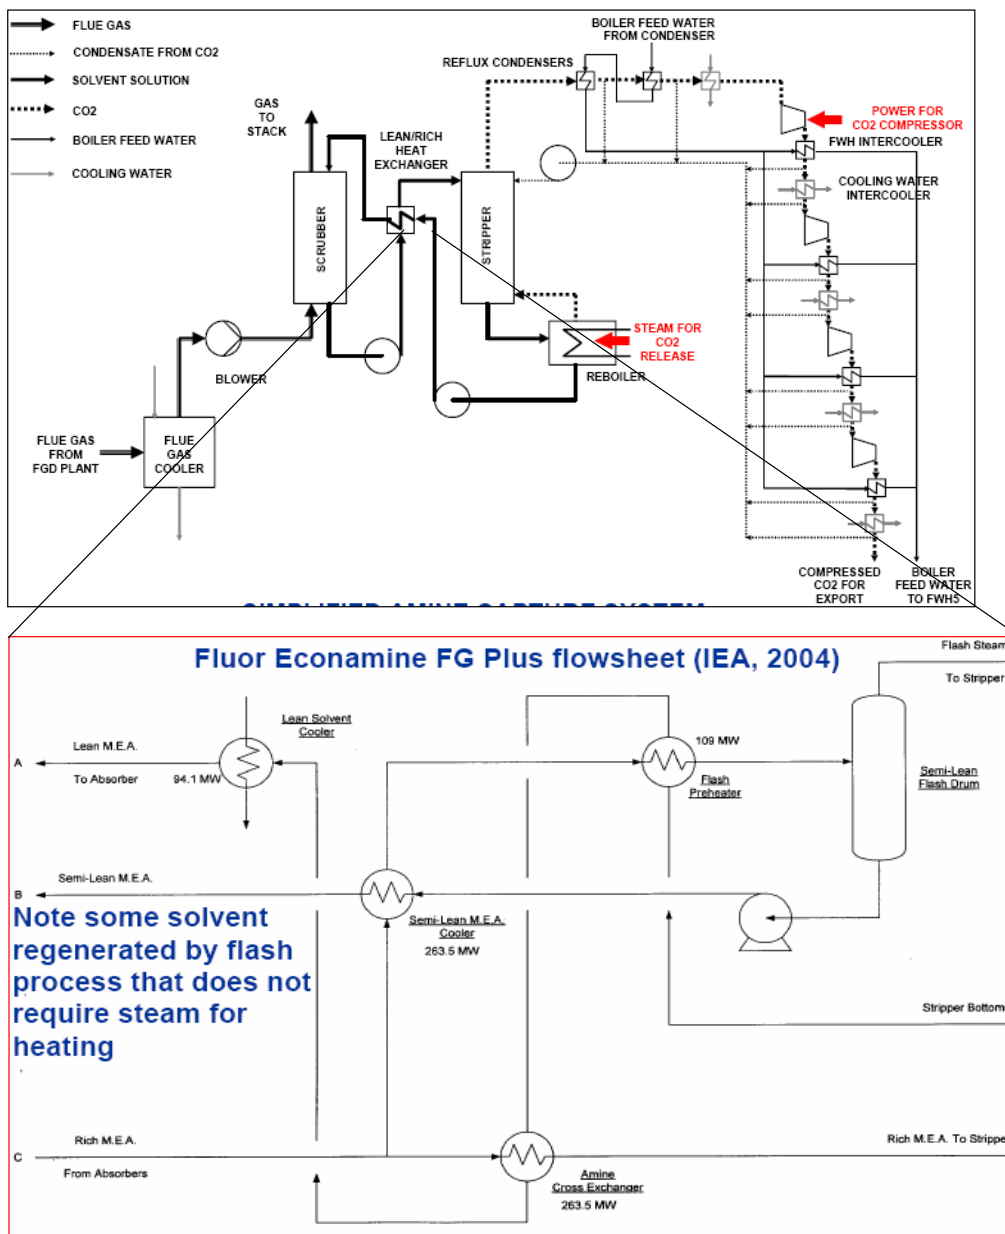 FLUE GAS
CONDENSATE FROM CO2
SOLVENT SOLUTION
CO2
BOILER FEED WATER
COOLING WATER
GAS
TO
STACK
LEAN/RICH
HEAT
EXCHANGER
REFLUX CONDENSERS
BOILER FEED WATER
FROM CONDENSER
POWER FOR
CO2 COMPRESSOR
FWH INTERCOOLER
COOLING WATER
INTERCOOLER
SCRUBBER
STRIPPER
STEAM FOR
CO2
RELEASE
REBOILER
BLOWER
FLUE GAS
FROM
FGD PLANT
FLUE
GAS
COOLER
COMPRESSED
CO2 FOR
EXPORT
BOILER
FEED WATER
TO FWH5
SIMPLIFIED AMINE CAPTURE SYSTEM
Fluor Econamine FG Plus flowsheet (IEA, 2004)
Flash Steam
To Stripper
Lean Solvent
Cooler
Lean M.E.A.
A
To Absorber
94.1 MW
109 MW
Flash
Preheater
Semi-Lean
Flash Drum
Semi-Lean M.E.A.
B
Semi-Lean M.E.A.
Cooler
263.5 MW
Note some solvent
regenerated by flash
process that does not
require steam for
heating
Stripper Bottom
Rich M.E.A.
C
From Absorbers
Rich M.E.A. To Strippe
Amine
Cross Exchanger
263.5 MW